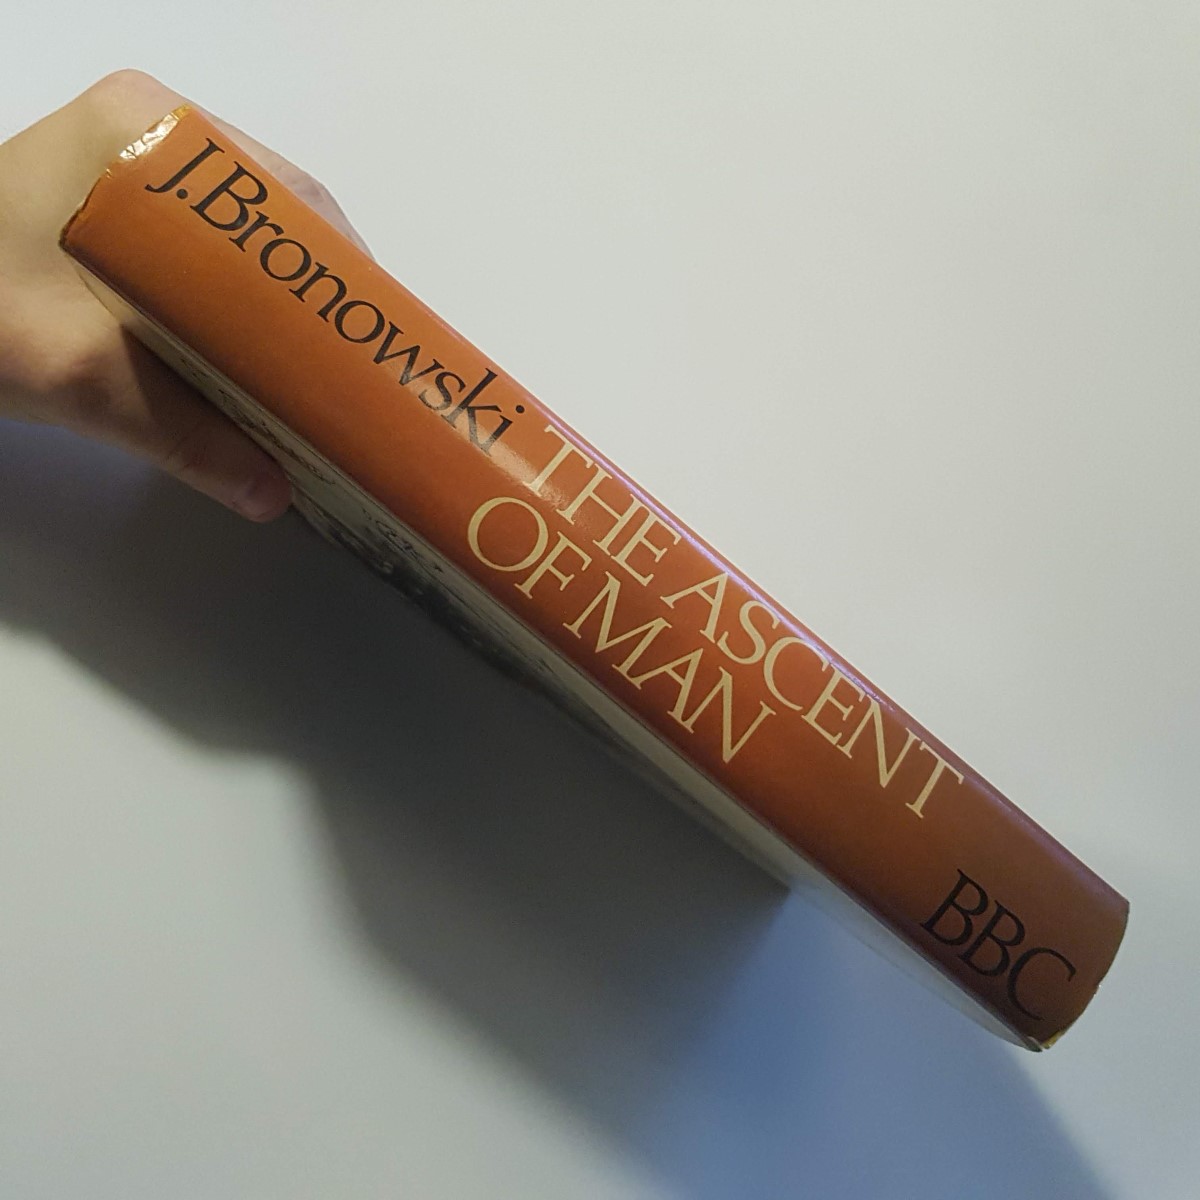 J. Bronowski
THE ASCENT
OF MAN
BBC